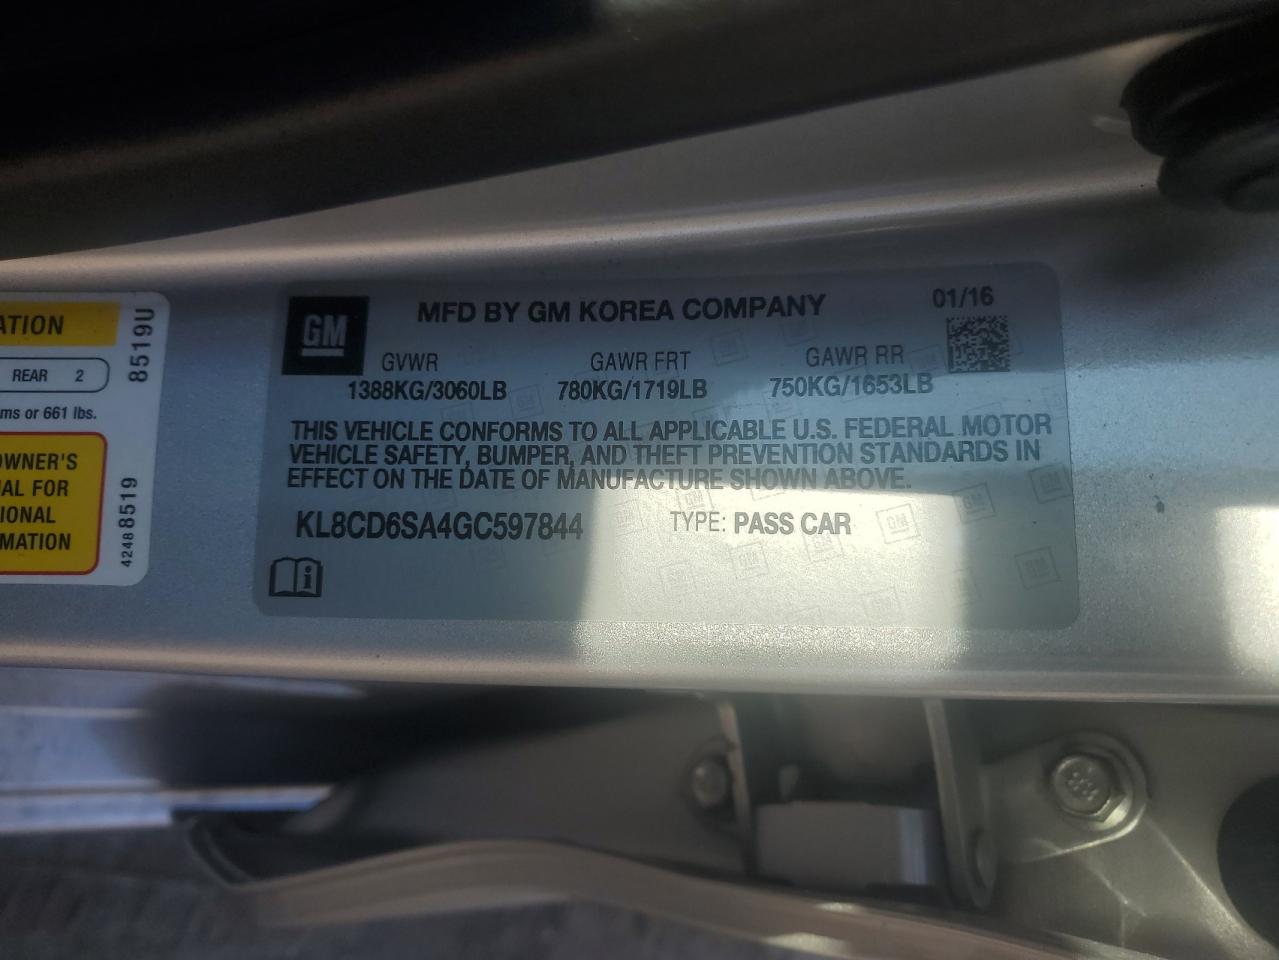 ATION
REAR 2
ms or 661 lbs.
OWNER'S
AL FOR
IONAL
MATION
8519U
42488519
GM
MFD BY GM KOREA COMPANY
01/16
GVWR GAWR FRT GAWR RR
1388KG/3060LB 780KG/1719LB 750KG/1653LB
THIS VEHICLE CONFORMS TO ALL APPLICABLE U.S. FEDERAL MOTOR
VEHICLE SAFETY, BUMPER, AND THEFT PREVENTION STANDARDS IN
EFFECT ON THE DATE OF MANUFACTURE SHOWN ABOVE.
KL8CD6SA4GC597844 TYPE: PASS CAR